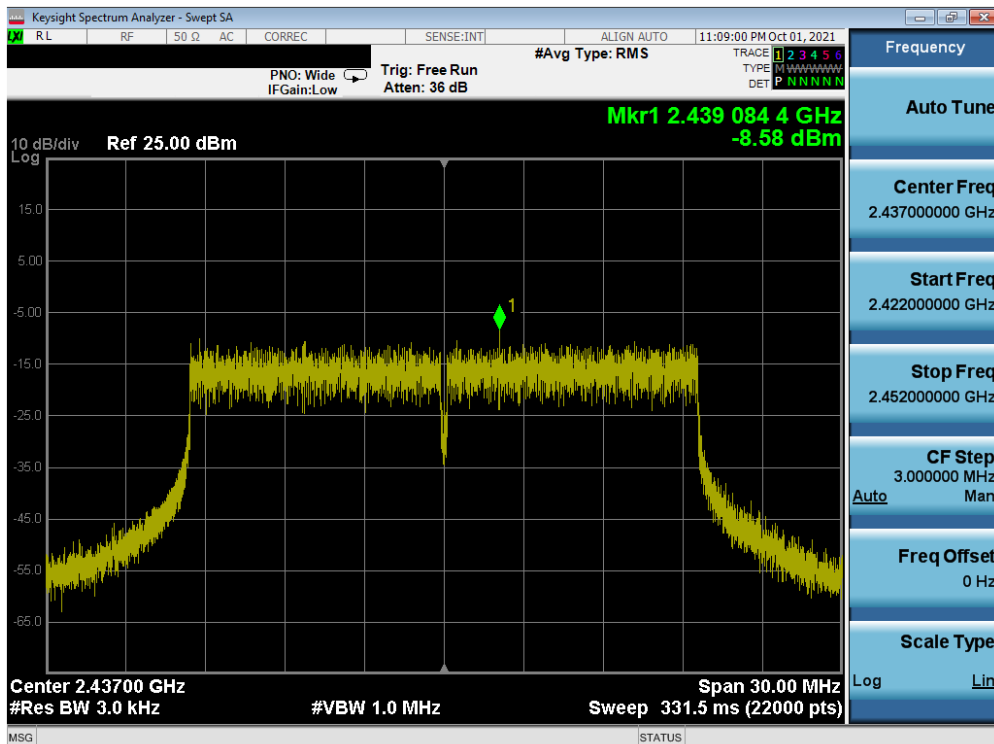 Keysight Spectrum Analyzer - Swept SA
LXI RL RF 50 Ω AC CORREC SENSE:INT ALIGN AUTO 11:09:00 PM Oct 01, 2021
PNO: Wide
IFGain:Low
Trig: Free Run
Atten: 36 dB
#Avg Type: RMS
TRACE 1 2 3 4 5 6
TYPE M W W W W W
DET P N N N N N
Mkr1 2.439 084 4 GHz
-8.58 dBm
10 dB/div Ref 25.00 dBm
Log
15.0
5.00
-5.00
1
-15.0
-25.0
-35.0
-45.0
-55.0
-65.0
Center 2.43700 GHz Span 30.00 MHz
#Res BW 3.0 kHz #VBW 1.0 MHz Sweep 331.5 ms (22000 pts)
MSG STATUS
Frequency
Auto Tune
Center Freq
2.437000000 GHz
Start Freq
2.422000000 GHz
Stop Freq
2.452000000 GHz
CF Step
3.000000 MHz
Auto Man
Freq Offset
0 Hz
Scale Type
Log Lin